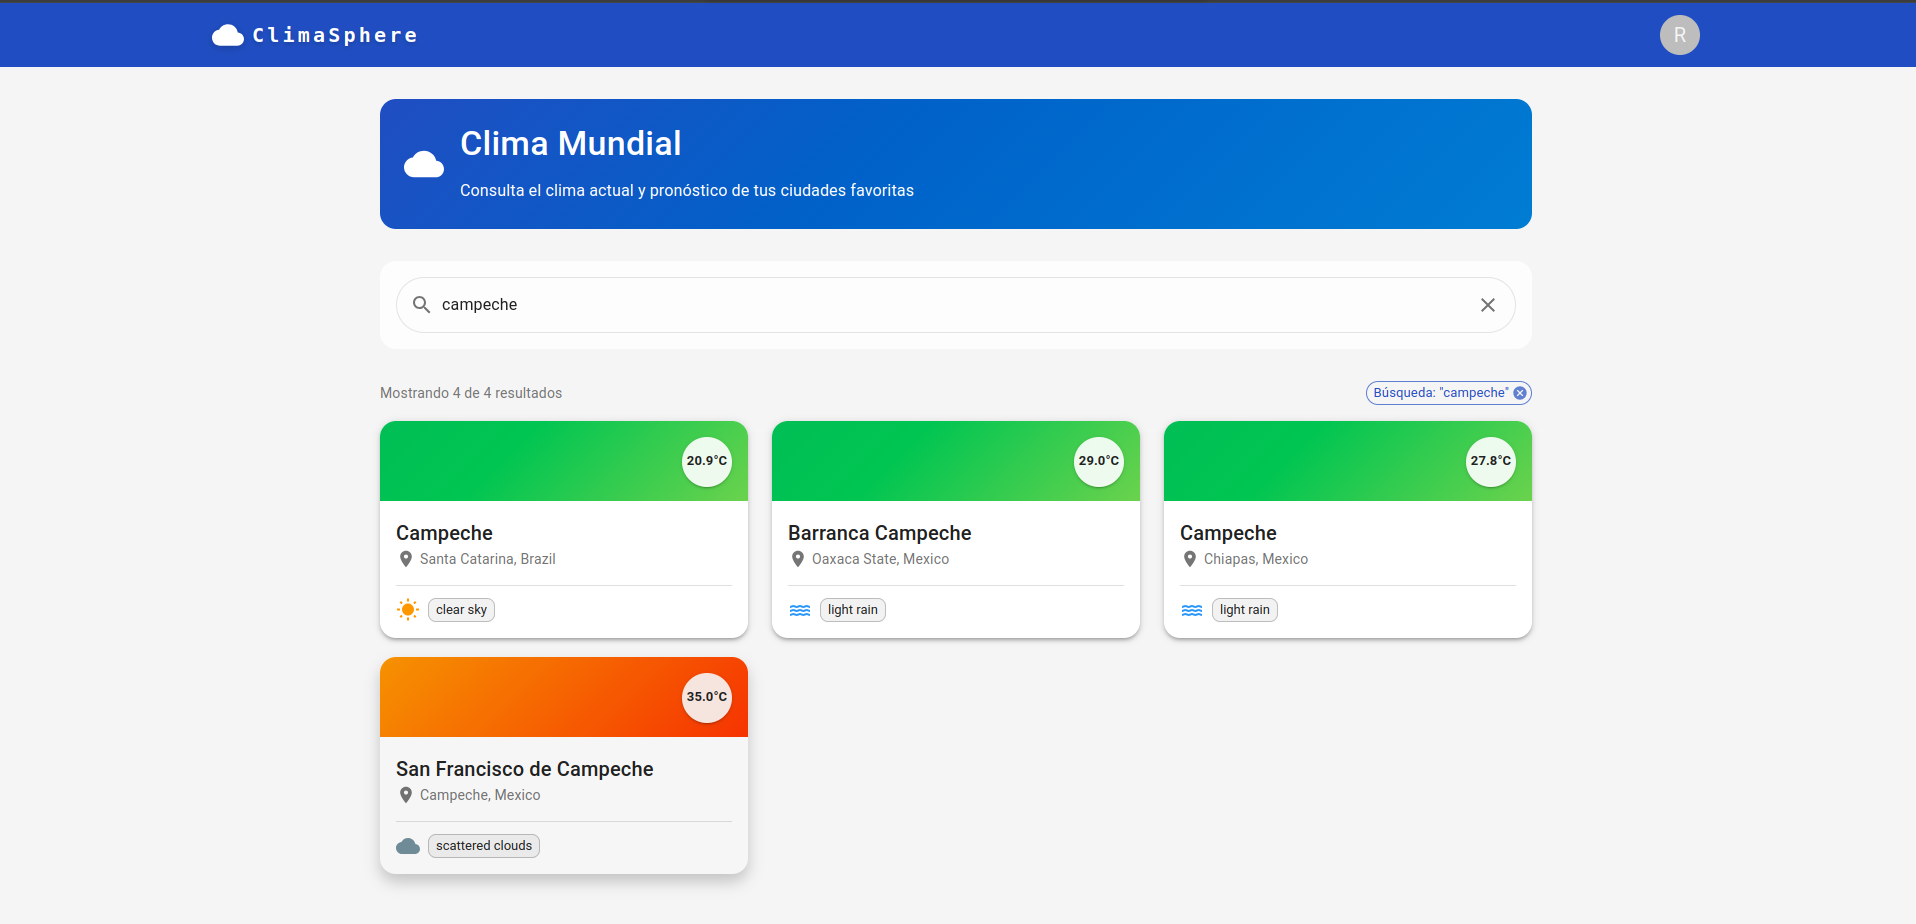 ClimaSphere
R
Clima Mundial
Consulta el clima actual y pronóstico de tus ciudades favoritas
campeche
Mostrando 4 de 4 resultados
Búsqueda: "campeche"
20.9°C
Campeche
Santa Catarina, Brazil
clear sky
29.0°C
Barranca Campeche
Oaxaca State, Mexico
light rain
27.8°C
Campeche
Chiapas, Mexico
light rain
35.0°C
San Francisco de Campeche
Campeche, Mexico
scattered clouds